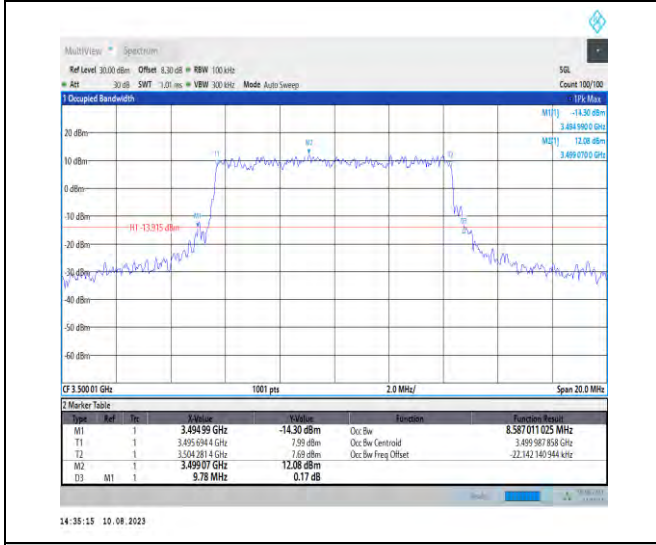 MultiView Spectrum
Ref Level 30.00 dBm Offset 8.30 dB RBW 100 kHz SGL
Att 30 dB SWT 1.01 ms VBW 300 kHz Mode Auto Sweep Count 100/100
1 Occupied Bandwidth 1Pk Max
M1[1] -14.30 dBm
3.494 990 0 GHz
M2[1] 12.08 dBm
3.499 070 0 GHz
20 dBm
M2
T1
T2
10 dBm
0 dBm
-10 dBm
M1
D3
H1 -13.915 dBm
-20 dBm
-30 dBm
-40 dBm
-50 dBm
-60 dBm
CF 3.500 01 GHz 1001 pts 2.0 MHz/ Span 20.0 MHz
2 Marker Table
Type Ref Trc X-Value Y-Value Function Function Result
M1 1 3.494 99 GHz -14.30 dBm Occ Bw 8.587 011 025 MHz
T1 1 3.495 694 4 GHz 7.99 dBm Occ Bw Centroid 3.499 987 858 GHz
T2 1 3.504 281 4 GHz 7.69 dBm Occ Bw Freq Offset -22.142 140 944 kHz
M2 1 3.499 07 GHz 12.08 dBm
D3 M1 1 9.78 MHz 0.17 dB
14:35:15 10.08.2023